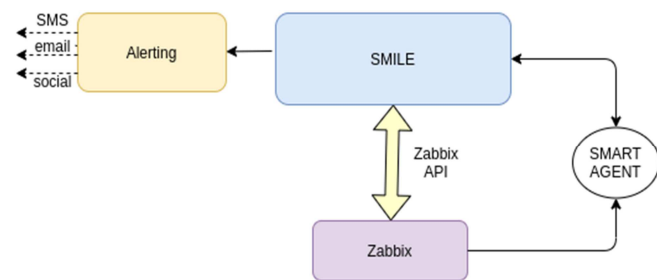 SMS
email
social
Alerting
SMILE
Zabbix
API
SMART
AGENT
Zabbix